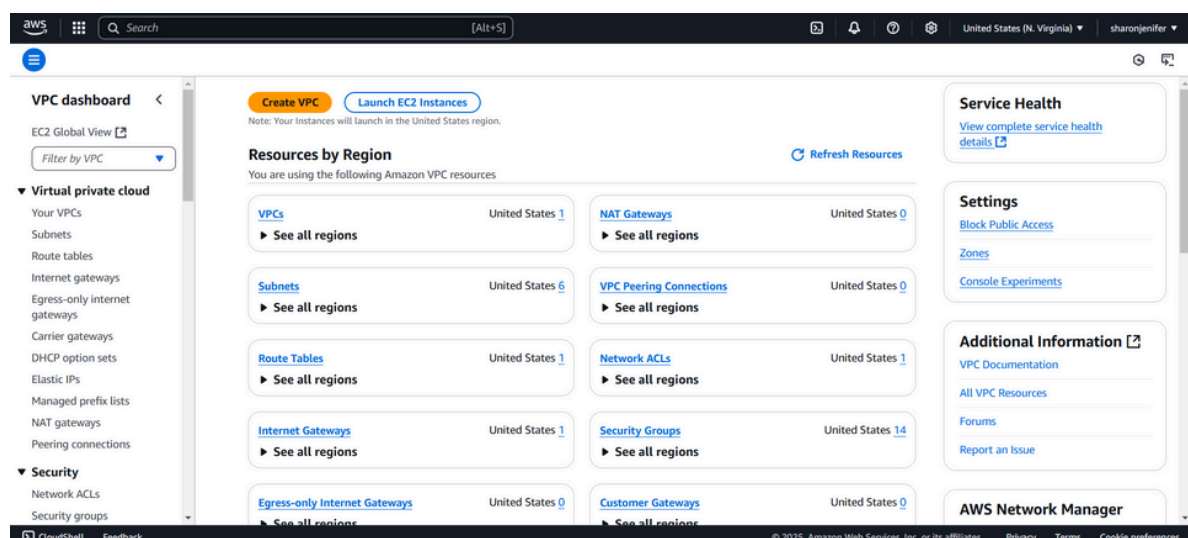 aws
Search [Alt+S]
United States (N. Virginia) ▼
sharonjenifer ▼
VPC dashboard
EC2 Global View
Filter by VPC
Virtual private cloud
Your VPCs
Subnets
Route tables
Internet gateways
Egress-only internet
gateways
Carrier gateways
DHCP option sets
Elastic IPs
Managed prefix lists
NAT gateways
Peering connections
Security
Network ACLs
Security groups
Create VPC
Launch EC2 Instances
Note: Your Instances will launch in the United States region.
Resources by Region
Refresh Resources
You are using the following Amazon VPC resources
VPCs United States 1
See all regions
NAT Gateways United States 0
See all regions
Subnets United States 6
See all regions
VPC Peering Connections United States 0
See all regions
Route Tables United States 1
See all regions
Network ACLs United States 1
See all regions
Internet Gateways United States 1
See all regions
Security Groups United States 14
See all regions
Egress-only Internet Gateways United States 0
See all regions
Customer Gateways United States 0
See all regions
Service Health
View complete service health
details
Settings
Block Public Access
Zones
Console Experiments
Additional Information
VPC Documentation
All VPC Resources
Forums
Report an Issue
AWS Network Manager
CloudShell Feedback
© 2025, Amazon Web Services, Inc. or its affiliates. Privacy Terms Cookie preferences